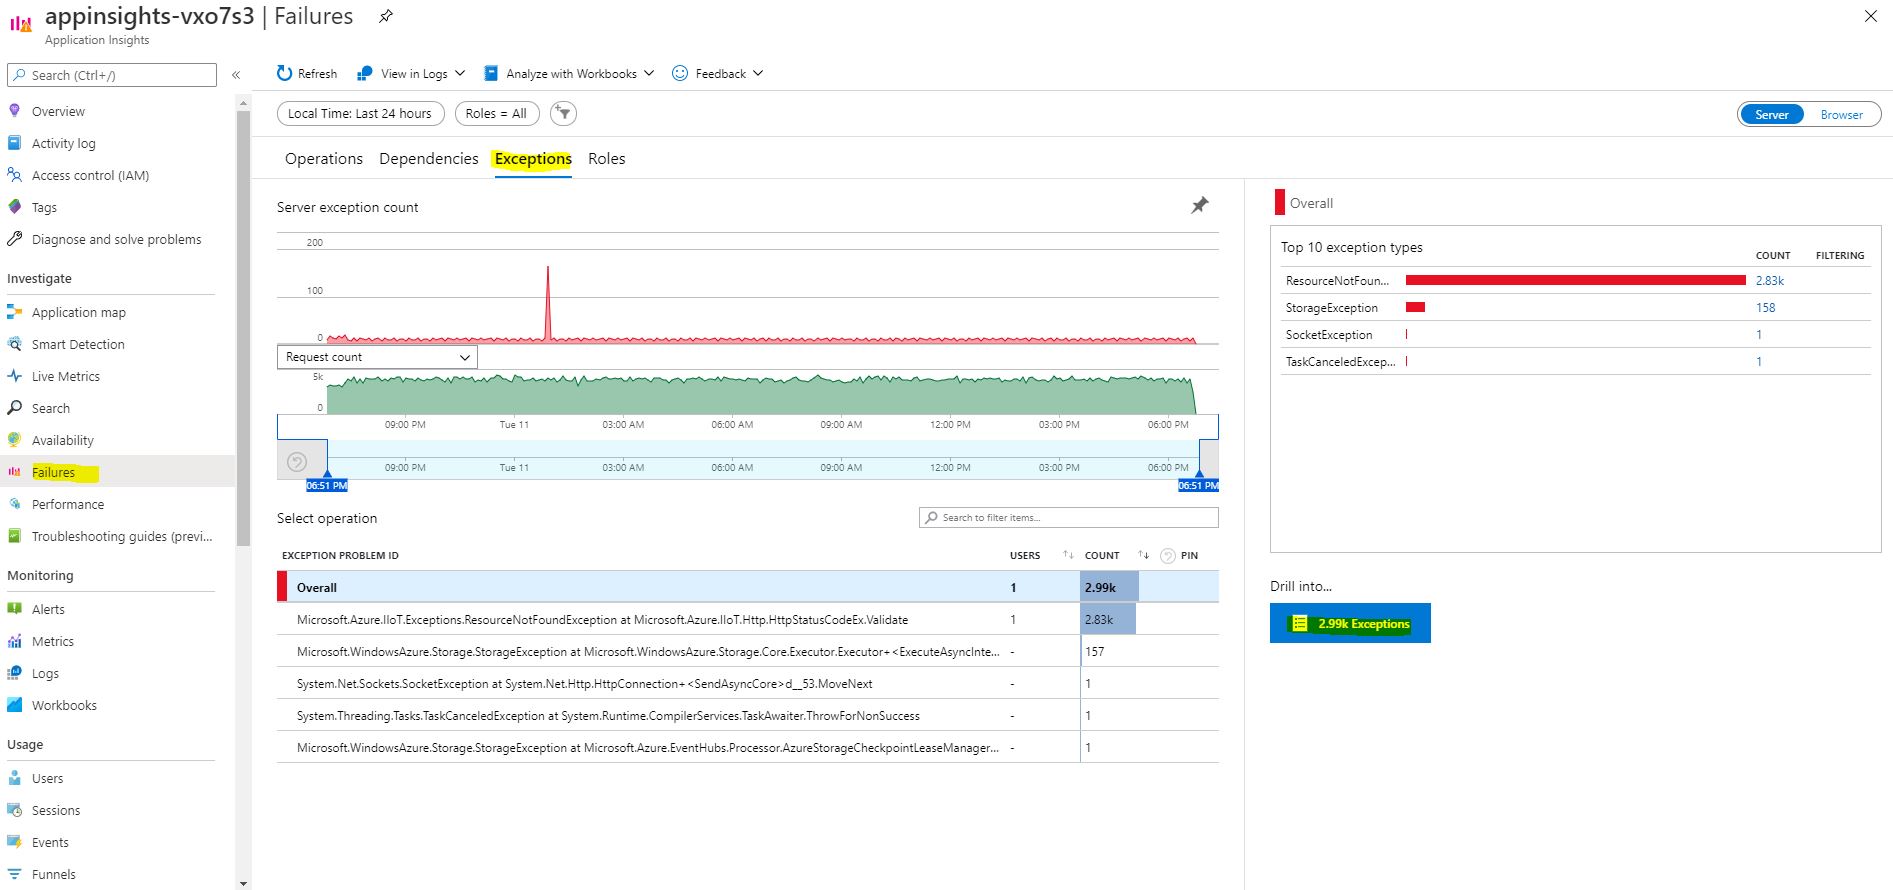 appinsights-vxo7s3 | Failures
Application Insights
Search (Ctrl+/)
«
Overview
Activity log
Access control (IAM)
Tags
Diagnose and solve problems
Investigate
Application map
Smart Detection
Live Metrics
Search
Availability
Failures
Performance
Troubleshooting guides (previ...
Monitoring
Alerts
Metrics
Logs
Workbooks
Usage
Users
Sessions
Events
Funnels
Refresh View in Logs Analyze with Workbooks Feedback
Local Time: Last 24 hours Roles = All
Server Browser
Operations Dependencies Exceptions Roles
Server exception count
200
100
0
Request count
5k
0
09:00 PM Tue 11 03:00 AM 06:00 AM 09:00 AM 12:00 PM 03:00 PM 06:00 PM
09:00 PM Tue 11 03:00 AM 06:00 AM 09:00 AM 12:00 PM 03:00 PM 06:00 PM
06:51 PM 06:51 PM
Select operation
Search to filter items...
EXCEPTION PROBLEM ID USERS COUNT PIN
Overall 1 2.99k
Microsoft.Azure.IIoT.Exceptions.ResourceNotFoundException at Microsoft.Azure.IIoT.Http.HttpStatusCodeEx.Validate 1 2.83k
Microsoft.WindowsAzure.Storage.StorageException at Microsoft.WindowsAzure.Storage.Core.Executor.Executor+<ExecuteAsyncInte... - 157
System.Net.Sockets.SocketException at System.Net.Http.HttpConnection+<SendAsyncCore>d__53.MoveNext - 1
System.Threading.Tasks.TaskCanceledException at System.Runtime.CompilerServices.TaskAwaiter.ThrowForNonSuccess - 1
Microsoft.WindowsAzure.Storage.StorageException at Microsoft.Azure.EventHubs.Processor.AzureStorageCheckpointLeaseManager... - 1
Overall
Top 10 exception types
COUNT FILTERING
ResourceNotFoun... 2.83k
StorageException 158
SocketException 1
TaskCanceledExcep... 1
Drill into...
2.99k Exceptions